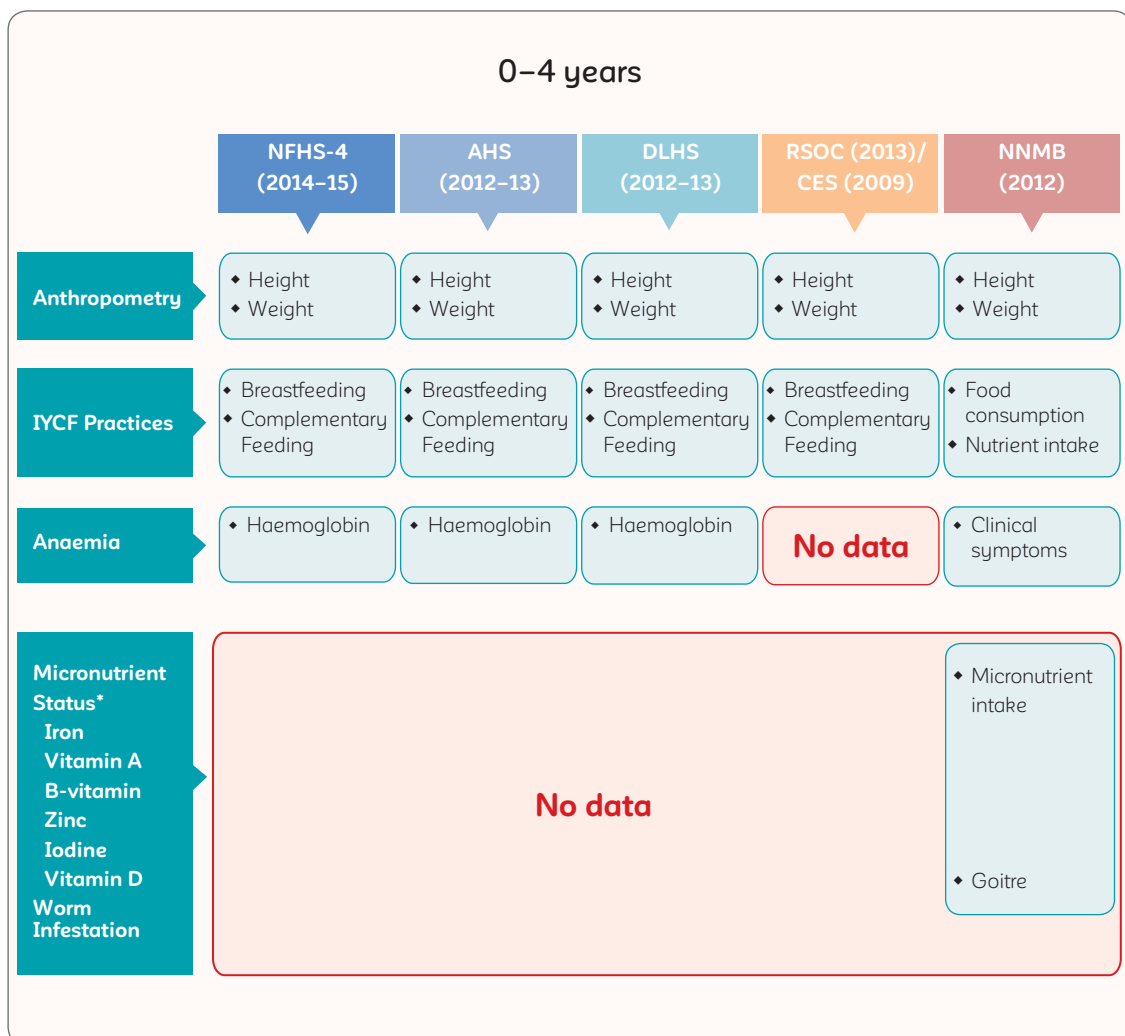 0–4 years
NFHS-4
(2014–15)
AHS
(2012–13)
DLHS
(2012–13)
RSOC (2013)/
CES (2009)
NNMB
(2012)
Anthropometry
◆ Height
◆ Weight
◆ Height
◆ Weight
◆ Height
◆ Weight
◆ Height
◆ Weight
◆ Height
◆ Weight
IYCF Practices
◆ Breastfeeding
◆ Complementary
Feeding
◆ Breastfeeding
◆ Complementary
Feeding
◆ Breastfeeding
◆ Complementary
Feeding
◆ Breastfeeding
◆ Complementary
Feeding
◆ Food
consumption
◆ Nutrient intake
Anaemia
◆ Haemoglobin
◆ Haemoglobin
◆ Haemoglobin
No data
◆ Clinical
symptoms
Micronutrient
Status*
Iron
Vitamin A
B-vitamin
Zinc
Iodine
Vitamin D
Worm
Infestation
No data
◆ Micronutrient
intake
◆ Goitre